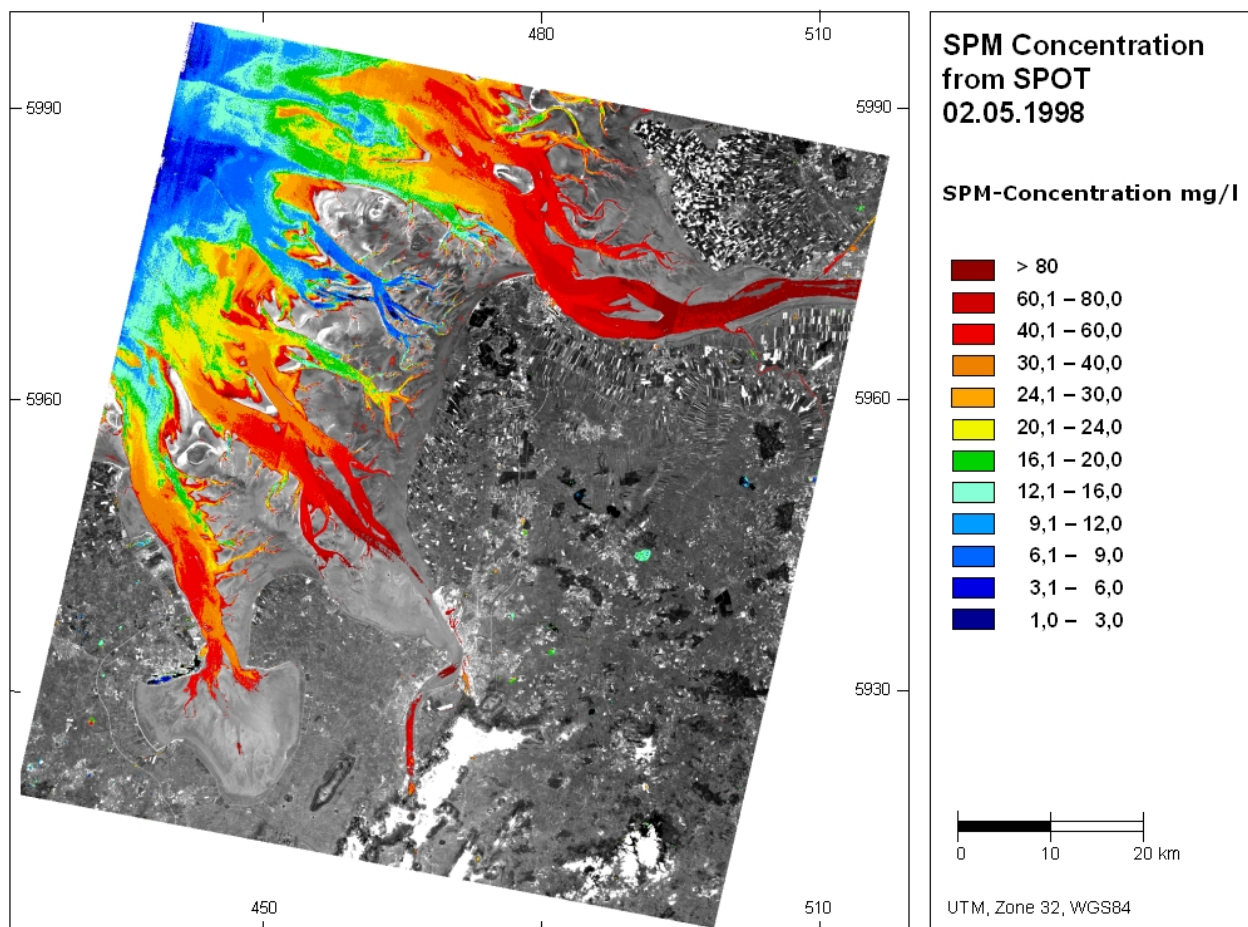 450
480
510
5990
5990
5960
5960
5930
5930
450
510
SPM Concentration
from SPOT
02.05.1998
SPM-Concentration mg/l
> 80
60,1 – 80,0
40,1 – 60,0
30,1 – 40,0
24,1 – 30,0
20,1 – 24,0
16,1 – 20,0
12,1 – 16,0
9,1 – 12,0
6,1 – 9,0
3,1 – 6,0
1,0 – 3,0
0 10 20 km
UTM, Zone 32, WGS84